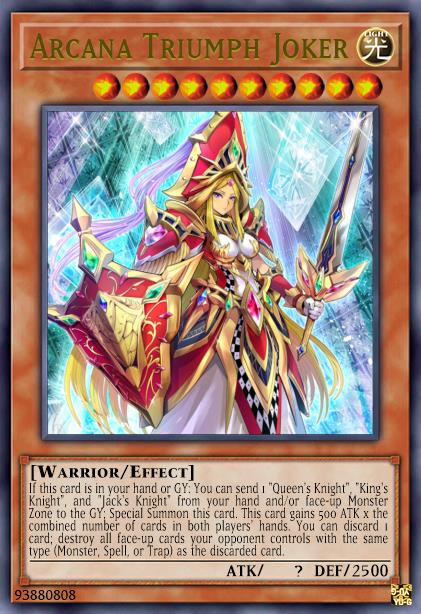 Arcana Triumph Joker
LIGHT
光
[Warrior/Effect]
If this card is in your hand or GY: You can send 1 "Queen's Knight", "King's
Knight", and "Jack's Knight" from your hand and/or face-up Monster
Zone to the GY; Special Summon this card. This card gains 500 ATK x the
combined number of cards in both players' hands. You can discard 1
card; destroy all face-up cards your opponent controls with the same
type (Monster, Spell, or Trap) as the discarded card.
ATK/ ? DEF/2500
93880808